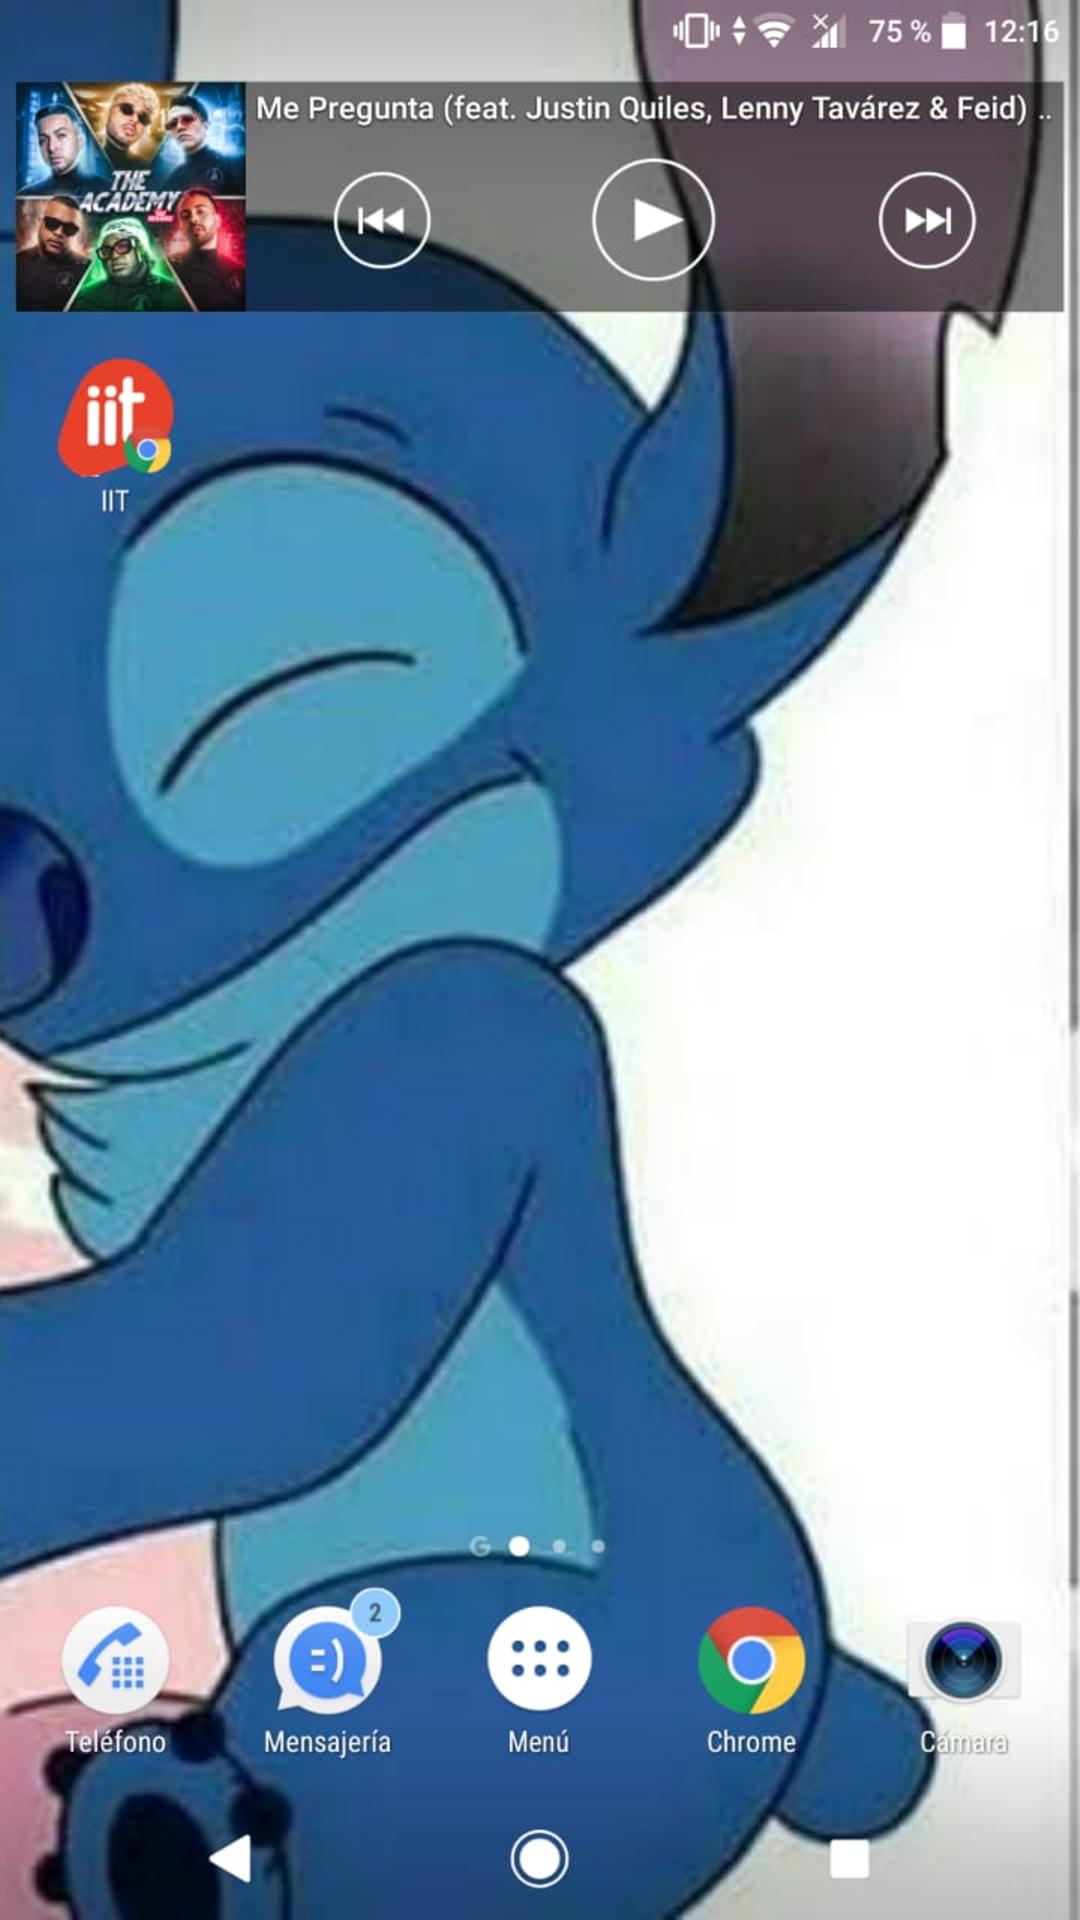 75 % 12:16
Me Pregunta (feat. Justin Quiles, Lenny Tavárez & Feid) ..
THE
ACADEMY
iit
IIT
G
2
Teléfono
Mensajería
Menú
Chrome
Cámara